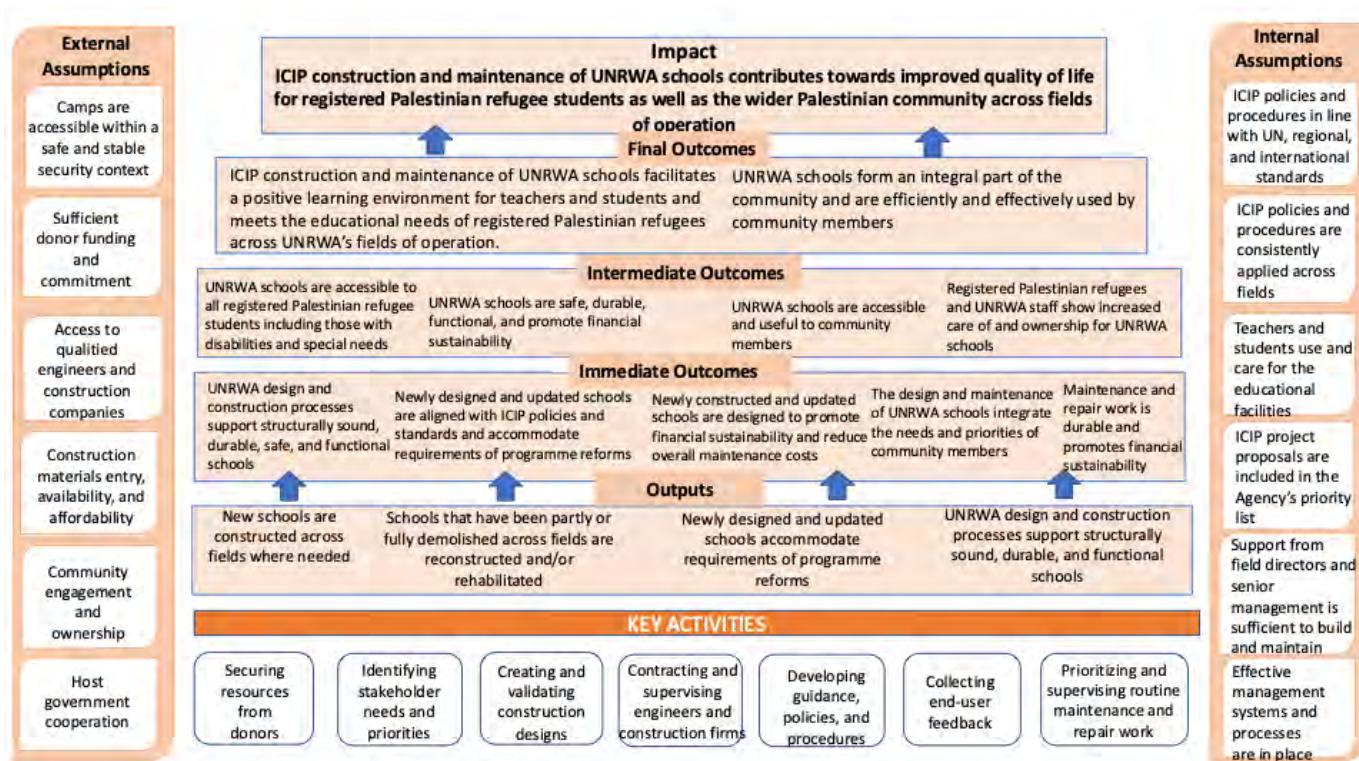 External
Assumptions
Camps are
accessible within a
safe and stable
security context
Sufficient
donor funding
and
commitment
Access to
qualitied
engineers and
construction
companies
Construction
materials entry,
availability, and
affordability
Community
engagement
and
ownership
Host
government
cooperation
Impact
ICIP construction and maintenance of UNRWA schools contributes towards improved quality of life
for registered Palestinian refugee students as well as the wider Palestinian community across fields
of operation
Final Outcomes
ICIP construction and maintenance of UNRWA schools facilitates
a positive learning environment for teachers and students and
meets the educational needs of registered Palestinian refugees
across UNRWA's fields of operation.
UNRWA schools form an integral part of the
community and are efficiently and effectively used by
community members
Intermediate Outcomes
UNRWA schools are accessible to
all registered Palestinian refugee
students including those with
disabilities and special needs
UNRWA schools are safe, durable,
functional, and promote financial
sustainability
UNRWA schools are accessible
and useful to community
members
Registered Palestinian refugees
and UNRWA staff show increased
care of and ownership for UNRWA
schools
Immediate Outcomes
UNRWA design and
construction processes
support structurally sound,
durable, safe, and functional
schools
Newly designed and updated schools
are aligned with ICIP policies and
standards and accommodate
requirements of programme reforms
Newly constructed and updated
schools are designed to promote
financial sustainability and reduce
overall maintenance costs
The design and maintenance
of UNRWA schools integrate
the needs and priorities of
community members
Maintenance and
repair work is
durable and
promotes financial
sustainability
Outputs
New schools are
constructed across
fields where needed
Schools that have been partly or
fully demolished across fields are
reconstructed and/or
rehabilitated
Newly designed and updated
schools accommodate
requirements of programme
reforms
UNRWA design and construction
processes support structurally
sound, durable, and functional
schools
KEY ACTIVITIES
Securing
resources
from
donors
Identifying
stakeholder
needs and
priorities
Creating and
validating
construction
designs
Contracting and
supervising
engineers and
construction firms
Developing
guidance,
policies, and
procedures
Collecting
end-user
feedback
Prioritizing and
supervising routine
maintenance and
repair work
Internal
Assumptions
ICIP policies and
procedures in line
with UN, regional,
and international
standards
ICIP policies and
procedures are
consistently
applied across
fields
Teachers and
students use and
care for the
educational
facilities
ICIP project
proposals are
included in the
Agency's priority
list
Support from
field directors and
senior
management is
sufficient to build
and maintain
Effective
management
systems and
processes
are in place